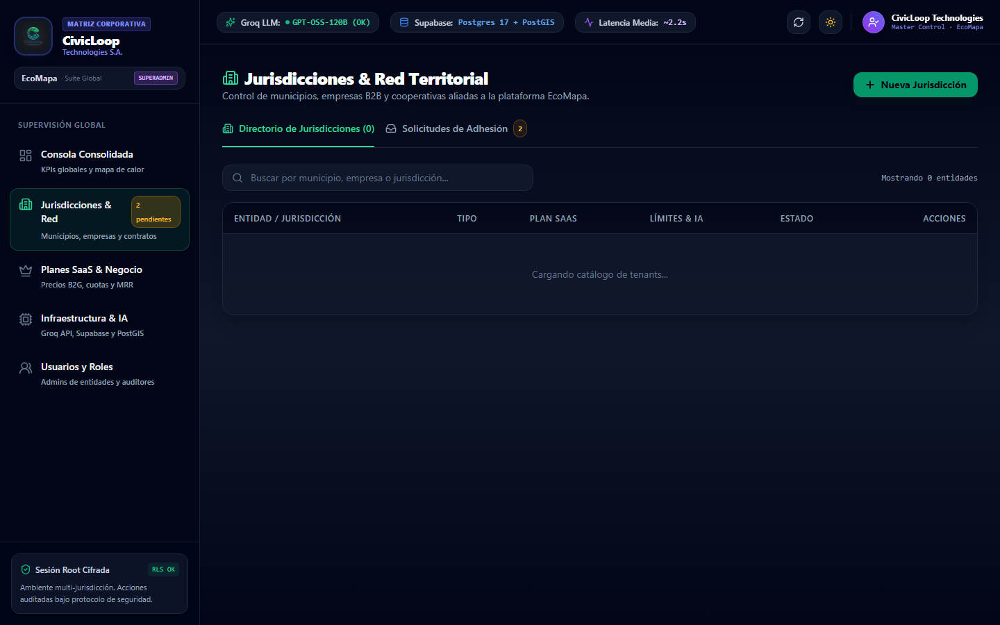 MATRIZ CORPORATIVA
CivicLoop
Technologies S.A.
EcoMapa · Suite Global SUPERADMIN
SUPERVISIÓN GLOBAL
Consola Consolidada
KPIs globales y mapa de calor
Jurisdicciones & Red
2 pendientes
Municipios, empresas y contratos
Planes SaaS & Negocio
Precios B2G, cuotas y MRR
Infraestructura & IA
Groq API, Supabase y PostGIS
Usuarios y Roles
Admins de entidades y auditores
Sesión Root Cifrada RLS OK
Ambiente multi-jurisdicción. Acciones
auditadas bajo protocolo de seguridad.
Groq LLM: GPT-OSS-120B (OK) Supabase: Postgres 17 + PostGIS Latencia Media: ~2.2s
CivicLoop Technologies
Master Control · EcoMapa
Jurisdicciones & Red Territorial
Control de municipios, empresas B2B y cooperativas aliadas a la plataforma EcoMapa.
+ Nueva Jurisdicción
Directorio de Jurisdicciones (0) Solicitudes de Adhesión 2
Buscar por municipio, empresa o jurisdicción...
Mostrando 0 entidades
ENTIDAD / JURISDICCIÓN TIPO PLAN SAAS LÍMITES & IA ESTADO ACCIONES
Cargando catálogo de tenants...